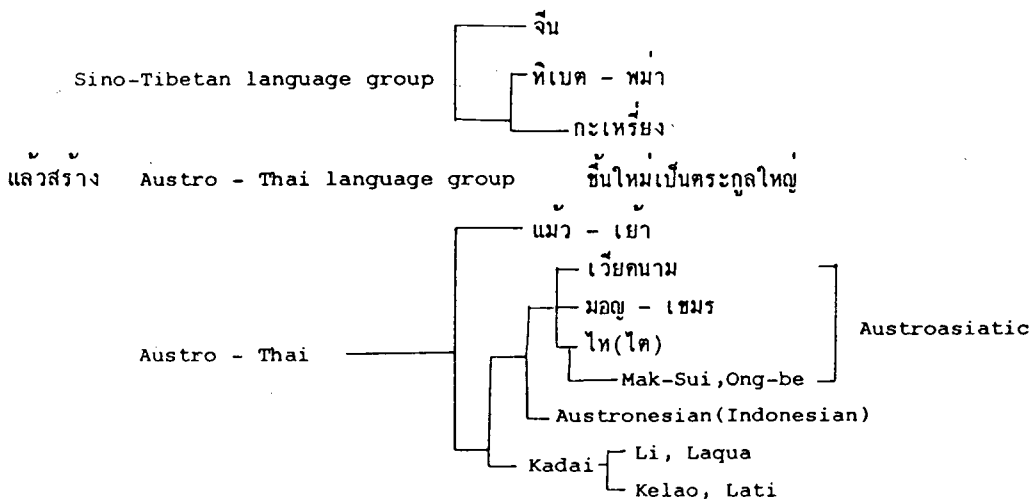 จีน
Sino-Tibetan language group
ทิเบต - พม่า
กะเหรี่ยง
แล้วสร้าง Austro - Thai language group ขึ้นใหม่เป็นตระกูลใหญ่
แม้ว - เย้า
เวียดนาม
มอญ - เขมร
Austroasiatic
ไท(ไต)
Austro - Thai
Mak-Sui,Ong-be
Austronesian(Indonesian)
Li, Laqua
Kadai
Kelao, Lati